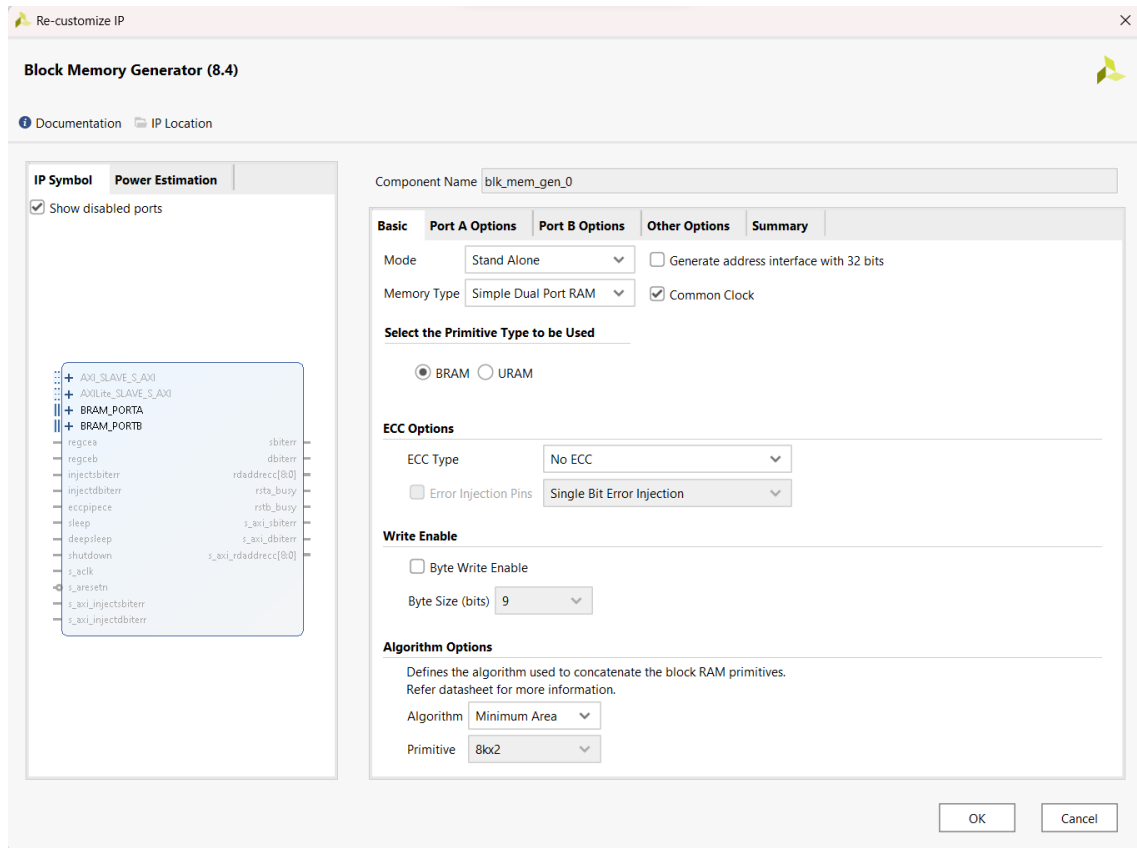 Re-customize IP
Block Memory Generator (8.4)
Documentation IP Location
IP Symbol Power Estimation
Show disabled ports
AXI_SLAVE_S_AXI
AXILite_SLAVE_S_AXI
BRAM_PORTA
BRAM_PORTB
regcea sbiterr
regceb dbiterr
injectsbiterr rdaddrecc[8:0]
injectdbiterr rsta_busy
eccpipece rstb_busy
sleep s_axi_sbiterr
deepsleep s_axi_dbiterr
shutdown s_axi_rdaddrecc[8:0]
s_aclk
s_aresetn
s_axi_injectsbiterr
s_axi_injectdbiterr
Component Name blk_mem_gen_0
Basic Port A Options Port B Options Other Options Summary
Mode Stand Alone Generate address interface with 32 bits
Memory Type Simple Dual Port RAM Common Clock
Select the Primitive Type to be Used
BRAM URAM
ECC Options
ECC Type No ECC
Error Injection Pins Single Bit Error Injection
Write Enable
Byte Write Enable
Byte Size (bits) 9
Algorithm Options
Defines the algorithm used to concatenate the block RAM primitives.
Refer datasheet for more information.
Algorithm Minimum Area
Primitive 8kx2
OK Cancel